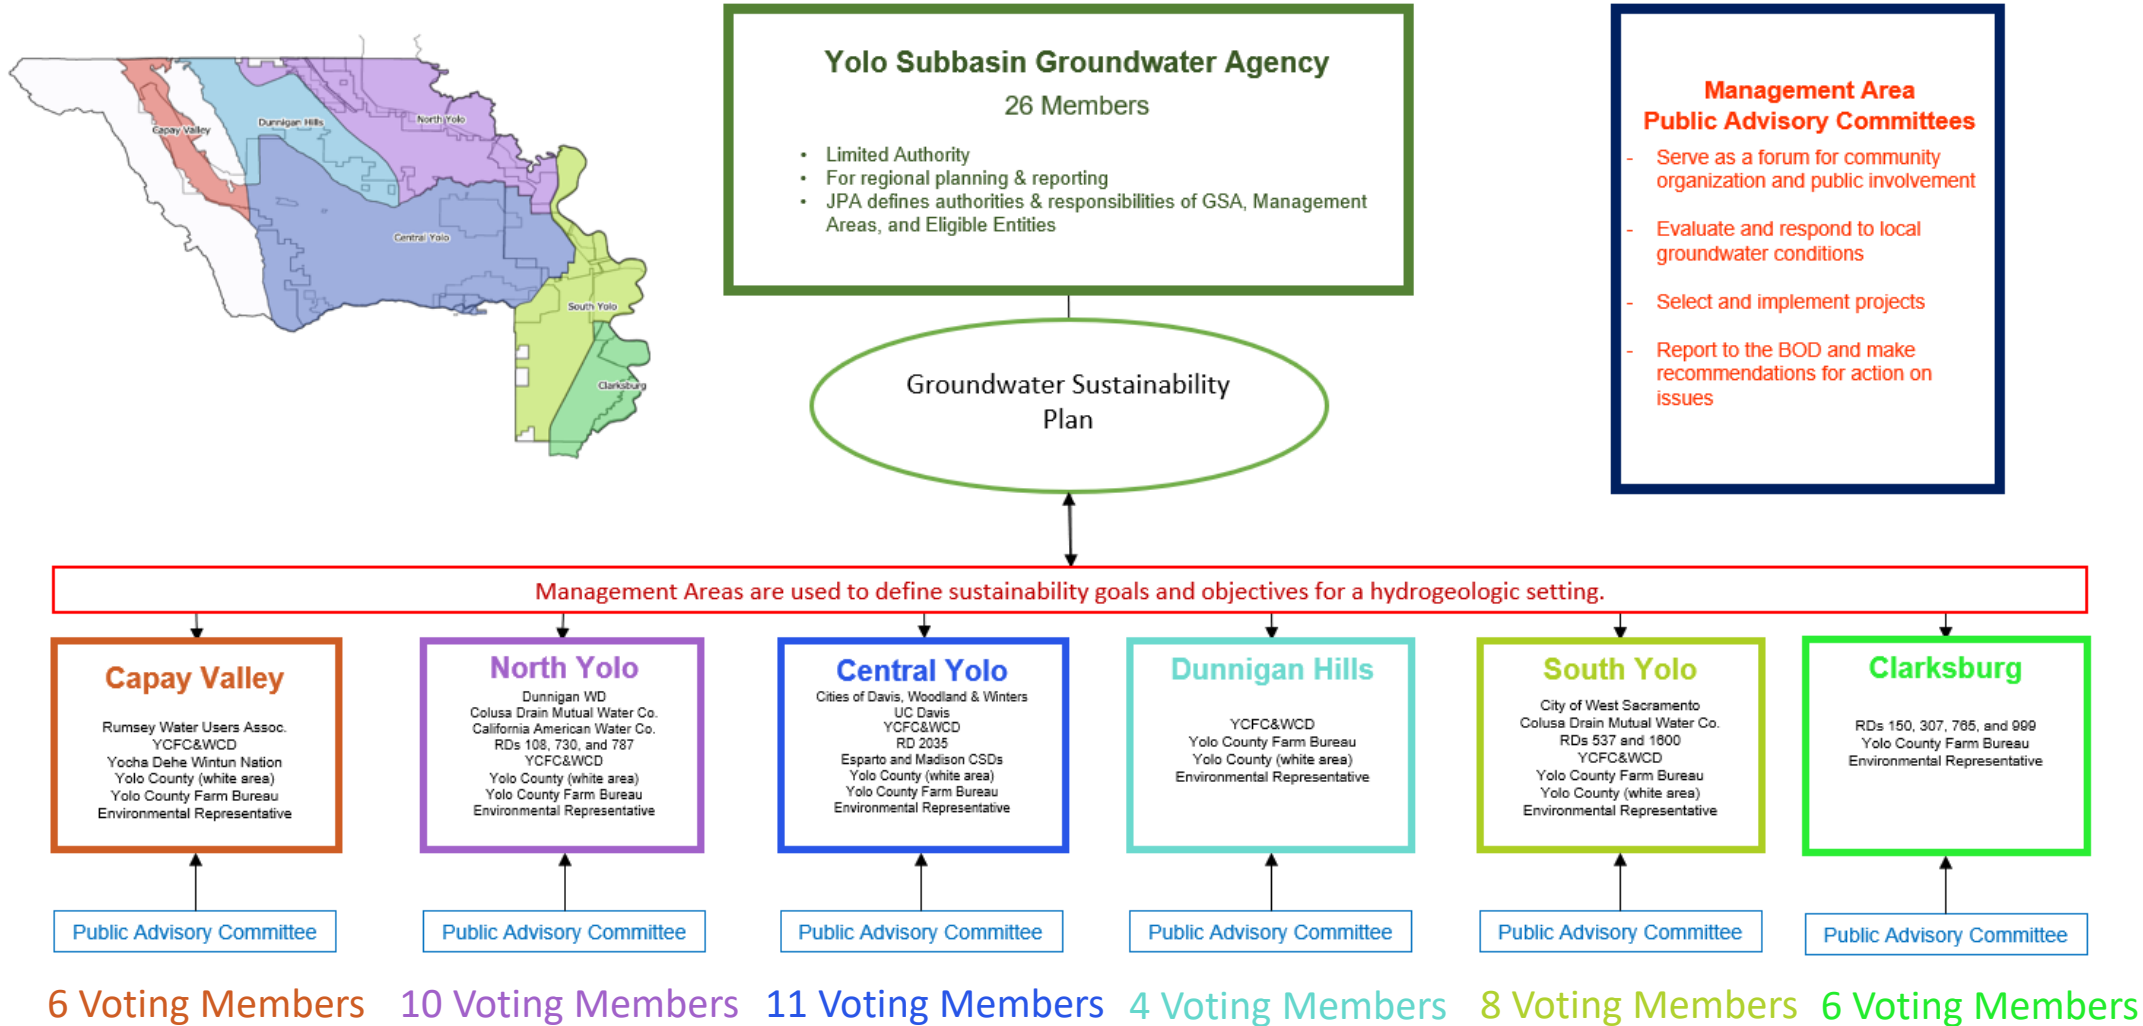 Capay Valley
Dunnigan Hills
North Yolo
Central Yolo
South Yolo
Clarksburg
Yolo Subbasin Groundwater Agency
26 Members
• Limited Authority
• For regional planning & reporting
• JPA defines authorities & responsibilities of GSA, Management
Areas, and Eligible Entities
Management Area
Public Advisory Committees
- Serve as a forum for community
organization and public involvement
- Evaluate and respond to local
groundwater conditions
- Select and implement projects
- Report to the BOD and make
recommendations for action on
issues
Groundwater Sustainability
Plan
Management Areas are used to define sustainability goals and objectives for a hydrogeologic setting.
Capay Valley
Rumsey Water Users Assoc.
YCFC&WCD
Yocha Dehe Wintun Nation
Yolo County (white area)
Yolo County Farm Bureau
Environmental Representative
North Yolo
Dunnigan WD
Colusa Drain Mutual Water Co.
California American Water Co.
RDs 108, 730, and 787
YCFC&WCD
Yolo County (white area)
Yolo County Farm Bureau
Environmental Representative
Central Yolo
Cities of Davis, Woodland & Winters
UC Davis
YCFC&WCD
RD 2035
Esparto and Madison CSDs
Yolo County (white area)
Yolo County Farm Bureau
Environmental Representative
Dunnigan Hills
YCFC&WCD
Yolo County Farm Bureau
Yolo County (white area)
Environmental Representative
South Yolo
City of West Sacramento
Colusa Drain Mutual Water Co.
RDs 537 and 1600
YCFC&WCD
Yolo County Farm Bureau
Yolo County (white area)
Environmental Representative
Clarksburg
RDs 150, 307, 765, and 999
Yolo County Farm Bureau
Environmental Representative
Public Advisory Committee
Public Advisory Committee
Public Advisory Committee
Public Advisory Committee
Public Advisory Committee
Public Advisory Committee
6 Voting Members
10 Voting Members
11 Voting Members
4 Voting Members
8 Voting Members
6 Voting Members